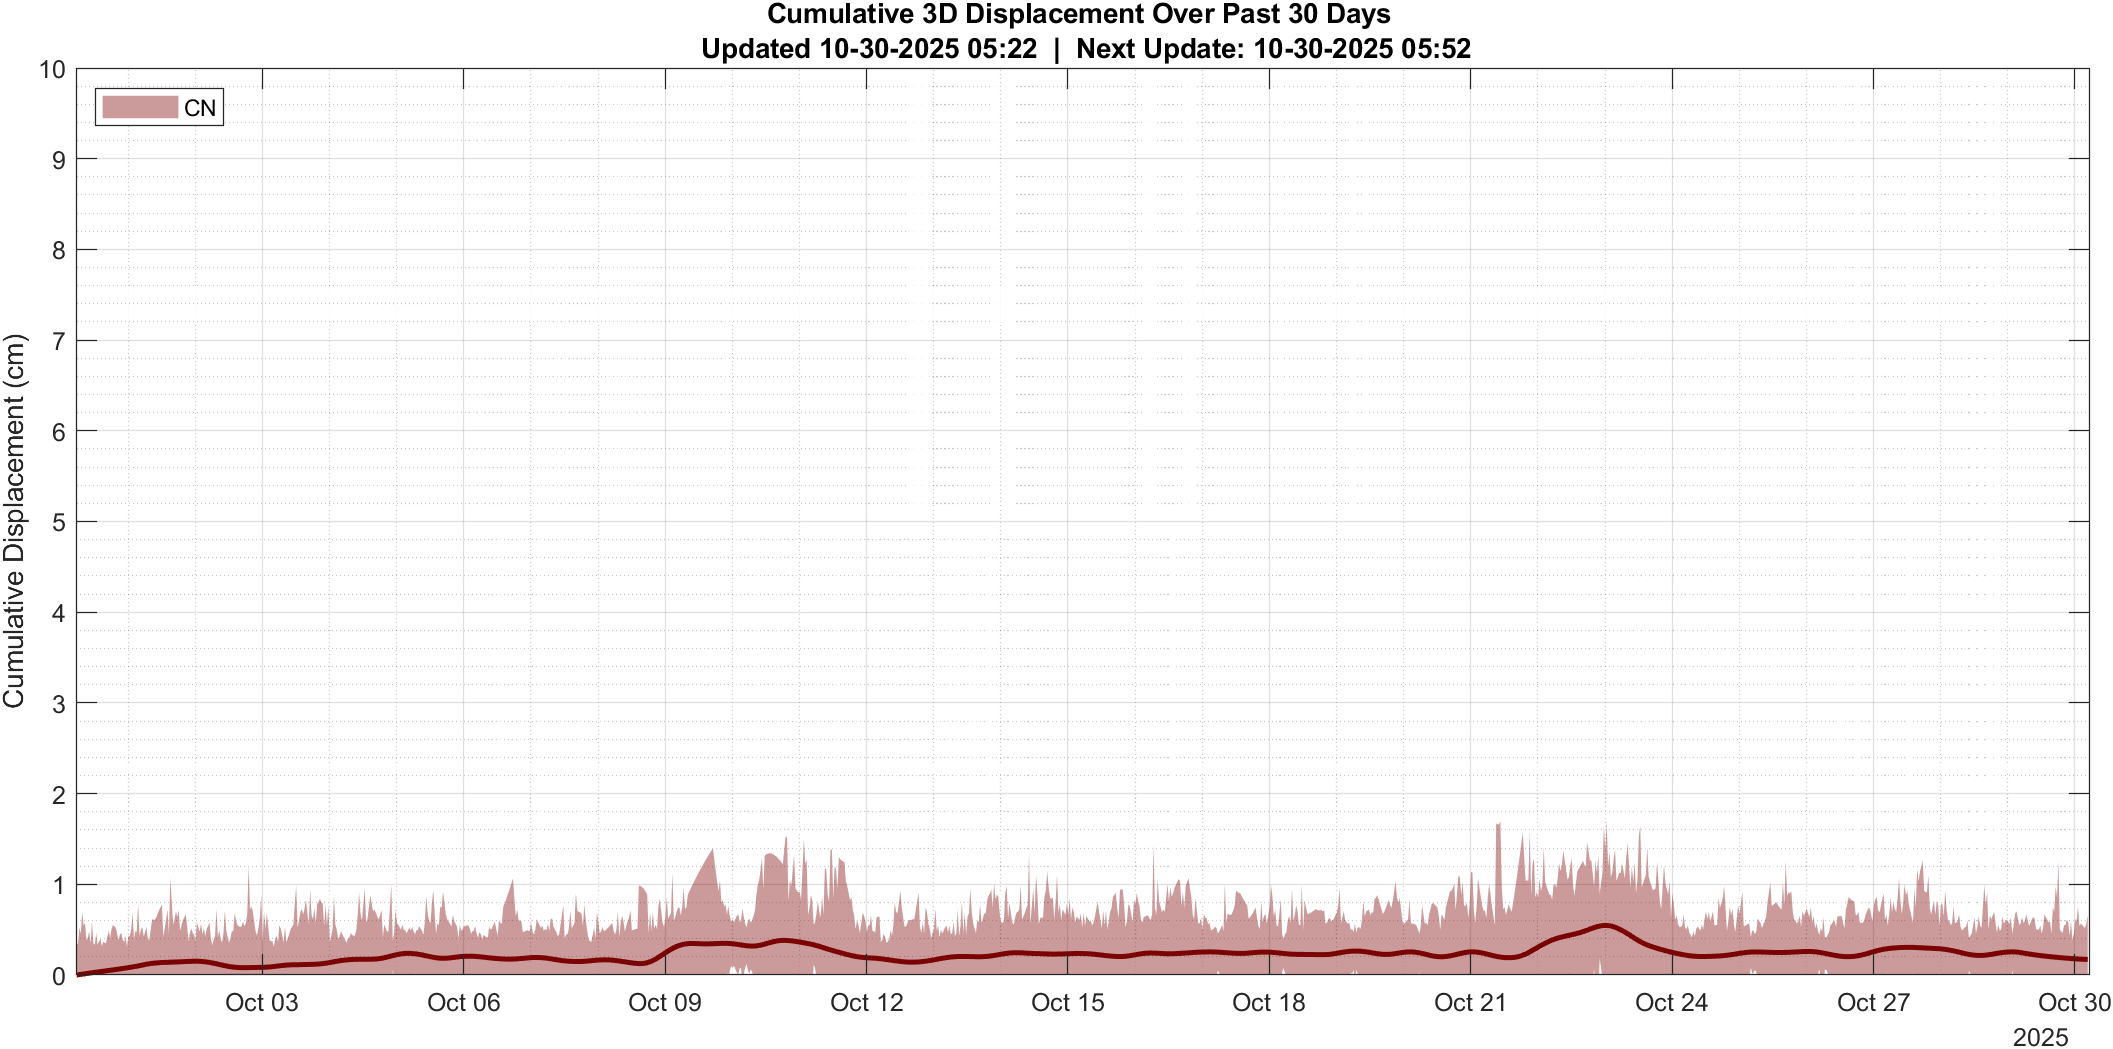 Cumulative 3D Displacement Over Past 30 Days
Updated 10-30-2025 05:22 | Next Update: 10-30-2025 05:52
CN
Cumulative Displacement (cm)
10
9
8
7
6
5
4
3
2
1
0
Oct 03 Oct 06 Oct 09 Oct 12 Oct 15 Oct 18 Oct 21 Oct 24 Oct 27 Oct 30
2025